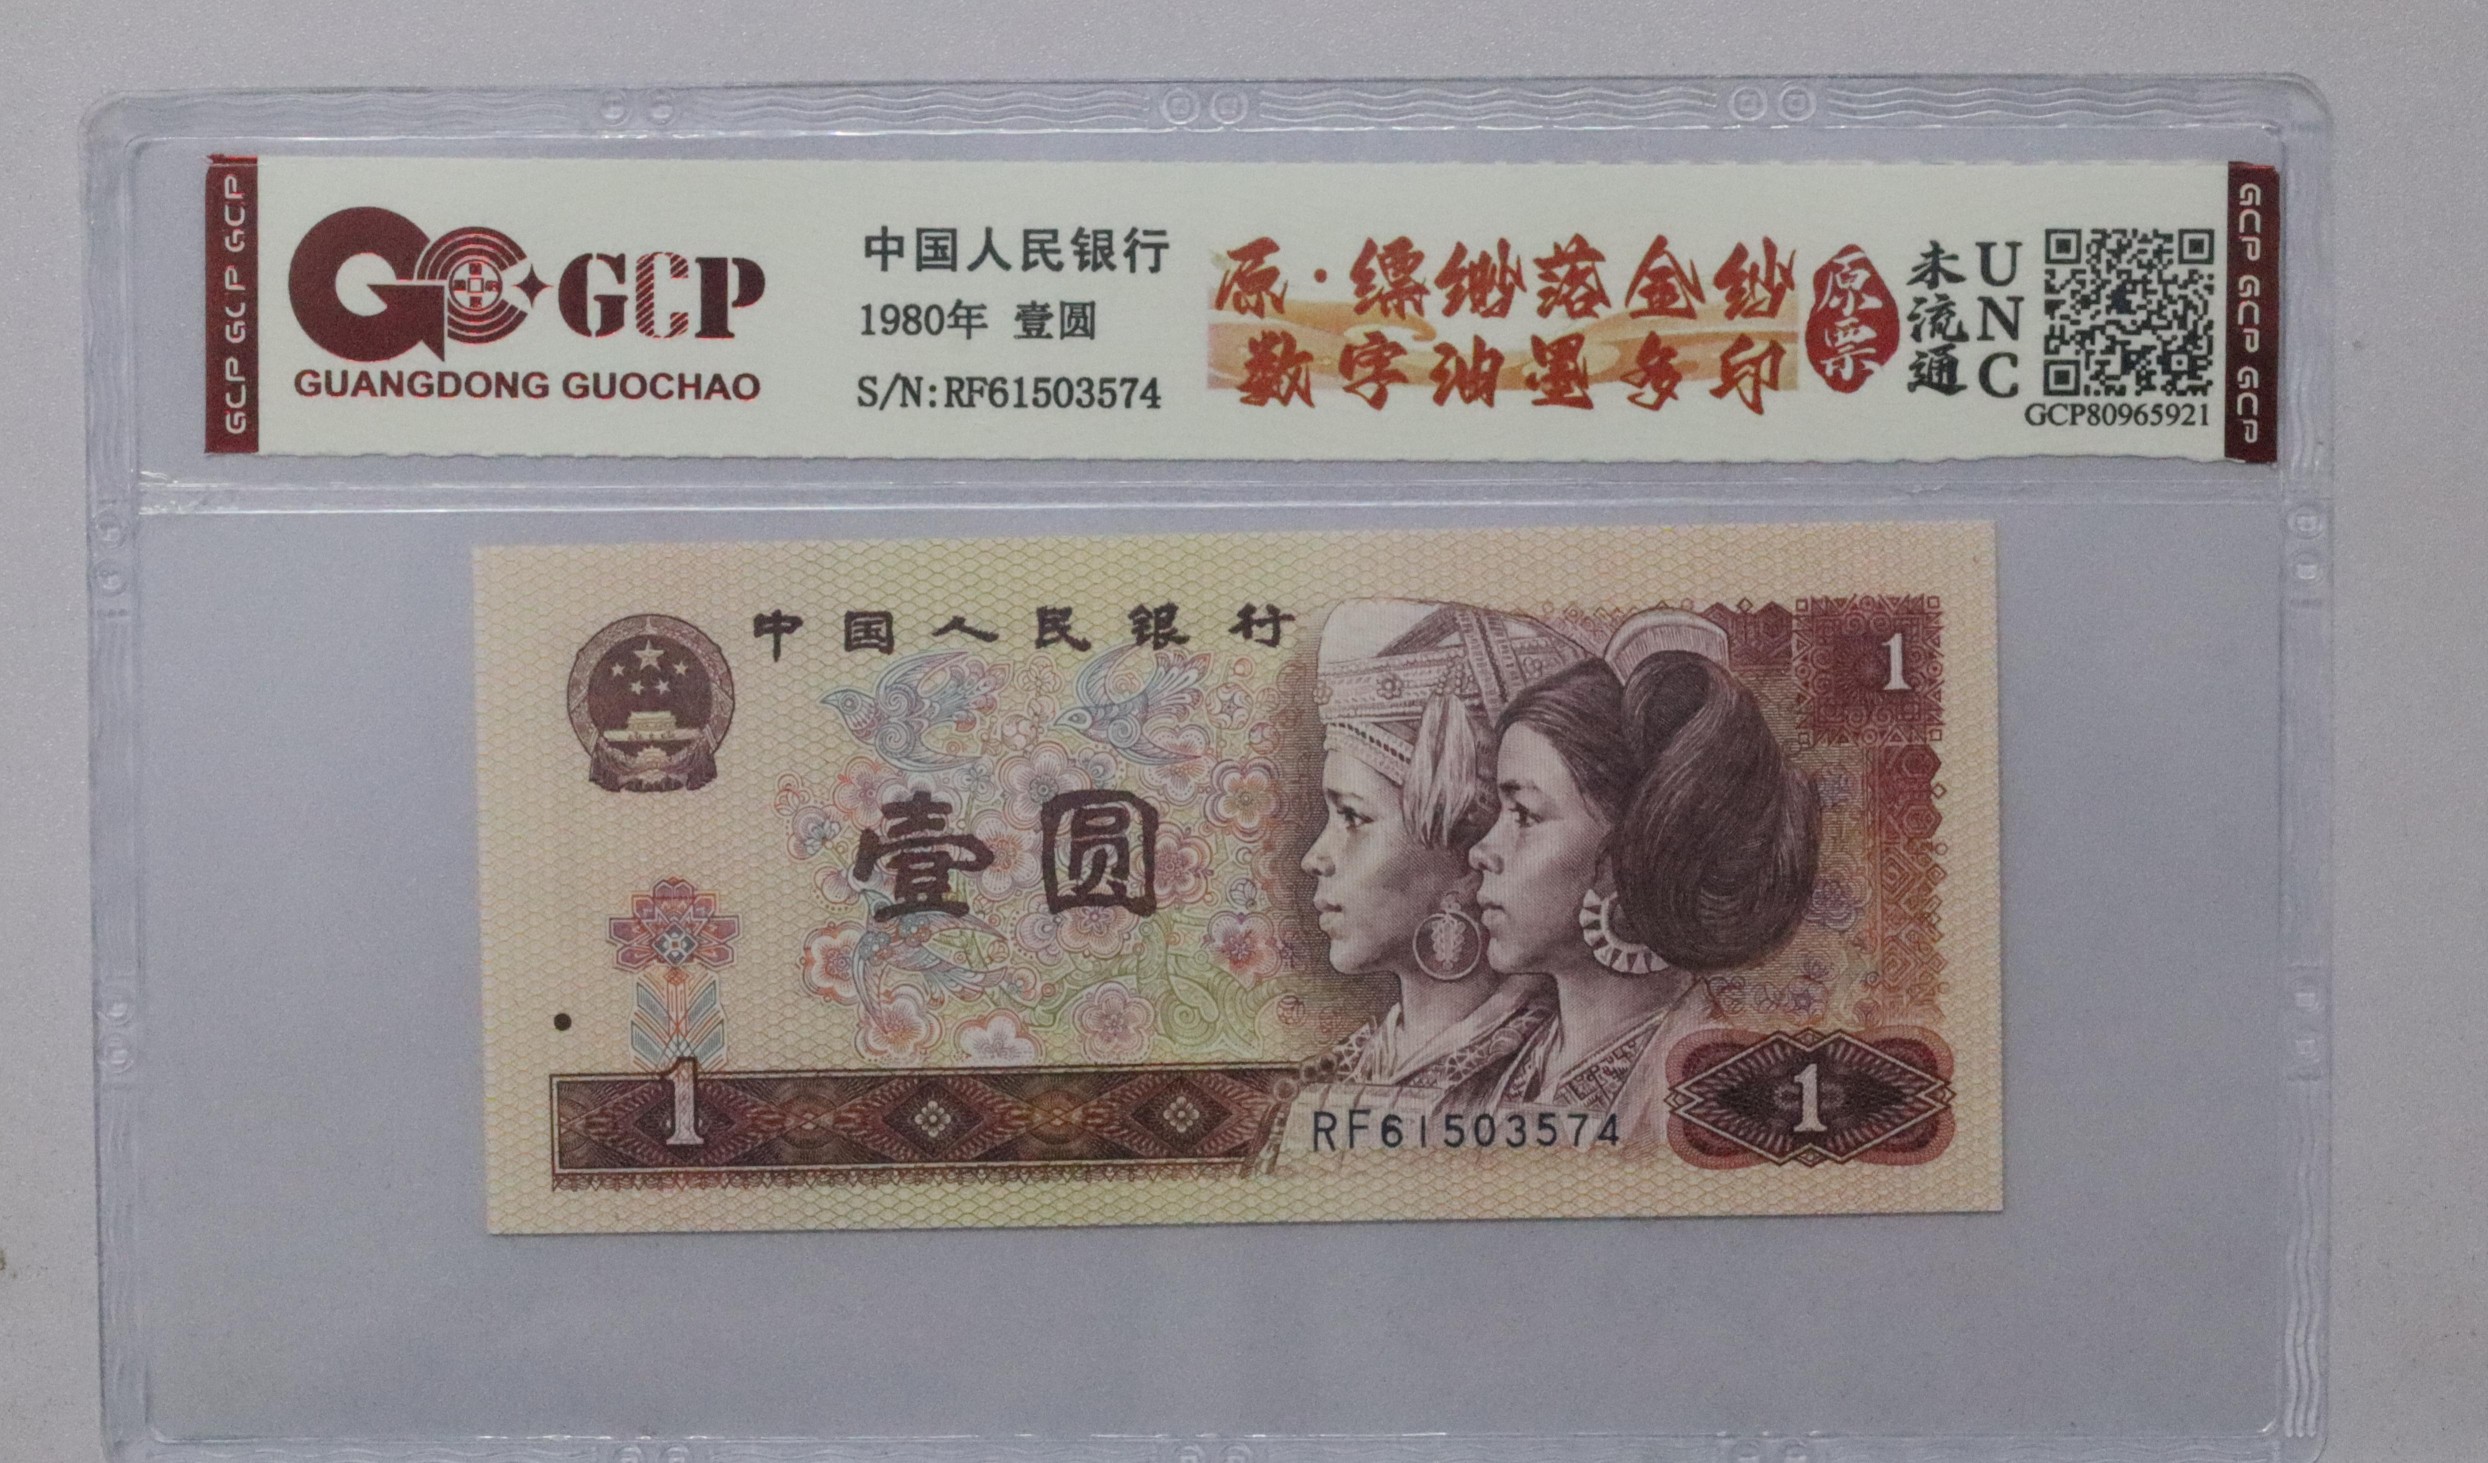 GCP GCP GCP
GCP
GUANGDONG GUOCHAO
中国人民银行
1980年 壹圆
S/N:RF61503574
原·缥缈落金纱
数字油墨多印
原票
未流通
UNC
GCP80965921
GCP GCP GCP
中国人民银行
1
壹圆
1
RF61503574
1